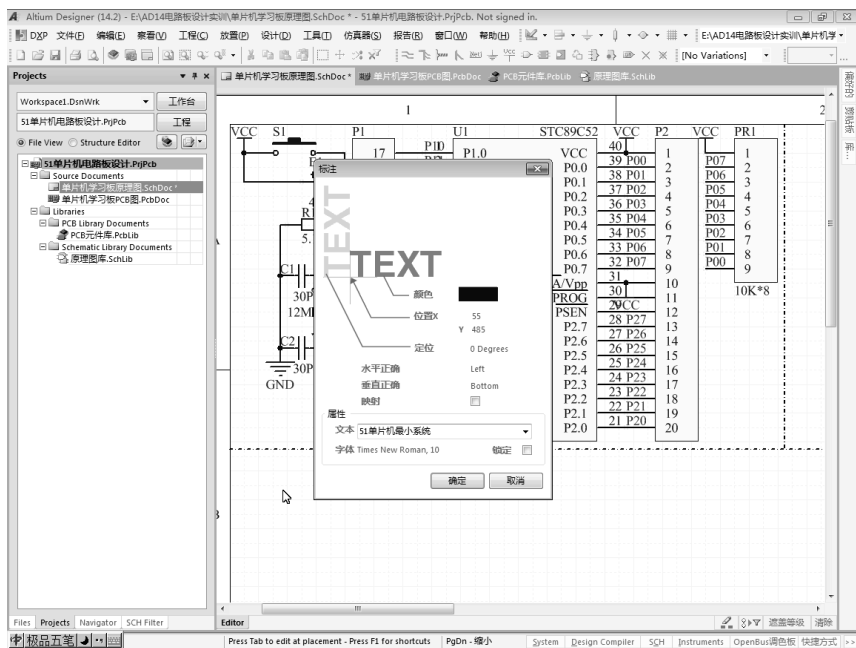 Altium Designer (14.2) - E:\AD14电路板设计实训\单片机学习板原理图.SchDoc * - 51单片机电路板设计.PrjPcb. Not signed in.
DXP 文件(F) 编辑(E) 察看(V) 工程(C) 放置(P) 设计(D) 工具(T) 仿真器(S) 报告(R) 窗口(W) 帮助(H) E:\AD14电路板设计实训\单片机学
[No Variations]
Projects
单片机学习板原理图.SchDoc * 单片机学习板PCB图.PcbDoc PCB元件库.PcbLib 原理图库.SchLib
Workspace1.DsnWrk 工作台
51单片机电路板设计.PrjPcb 工程
File View Structure Editor
51单片机电路板设计.PrjPcb
Source Documents
单片机学习板原理图.SchDoc *
单片机学习板PCB图.PcbDoc
Libraries
PCB Library Documents
PCB元件库.PcbLib
Schematic Library Documents
原理图库.SchLib
1 2
VCC S1 P1 U1 STC89C52 VCC P2 VCC PR1
17 P10 P1.0
VCC 40 1
P0.0 39 P00 2
P0.1 38 P01 3
P0.2 37 P02 4
P0.3 36 P03 5
P0.4 35 P04 6
P0.5 34 P05 7
P0.6 33 P06 8
P0.7 32 P07 9
A/Vpp 31 10
PROG 30 11
PSEN 29 VCC 12
P2.7 28 P27 13
P2.6 27 P26 14
P2.5 26 P25 15
P2.4 25 P24 16
P2.3 24 P23 17
P2.2 23 P22 18
P2.1 22 P21 19
P2.0 21 P20 20
1
P07 2
P06 3
P05 4
P04 5
P03 6
P02 7
P01 8
P00 9
10K*8
5.
C1
30P
12M
C2
30P
GND
标注
TEXT
TEXT
颜色
位置X 55
Y 485
定位 0 Degrees
水平正确 Left
垂直正确 Bottom
映射
属性
文本 51单片机最小系统
字体 Times New Roman, 10 锁定
确定 取消
Files Projects Navigator SCH Filter
Editor 遮盖等级 清除
中 极品五笔
Press Tab to edit at placement - Press F1 for shortcuts PgDn - 缩小 System Design Compiler SCH Instruments OpenBus调色板 快捷方式 >>